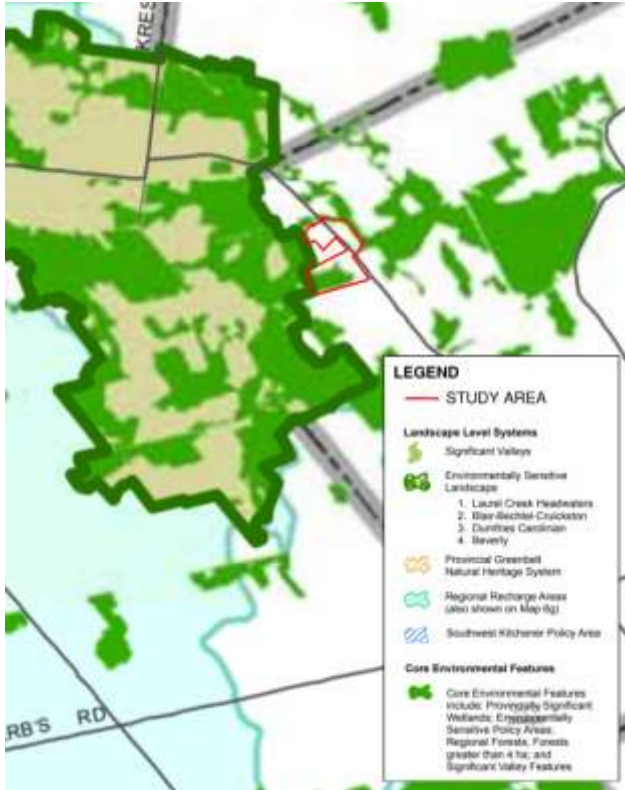 KRES
LEGEND
STUDY AREA
Landscape Level Systems
Significant Valleys
Environmentally Sensitive
Landscape
1. Laurel Creek Headwaters
2. Blair-Bechtel-Cruickston
3. Dumfries Carolinian
4. Beverly
Provincial Greenbelt
Natural Heritage System
Regional Recharge Areas
(also shown on Map 6g)
Southwest Kitchener Policy Area
Core Environmental Features
Core Environmental Features
include: Provincially Significant
Wetlands; Environmentally
Sensitive Policy Areas,
Regional Forests, Forests
greater than 4 ha; and
Significant Valley Features
RB'S RD